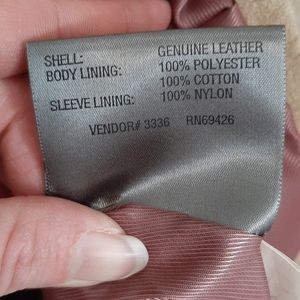 SHELL: GENUINE LEATHER
BODY LINING: 100% POLYESTER
100% COTTON
SLEEVE LINING: 100% NYLON
VENDOR# 3336 RN69426